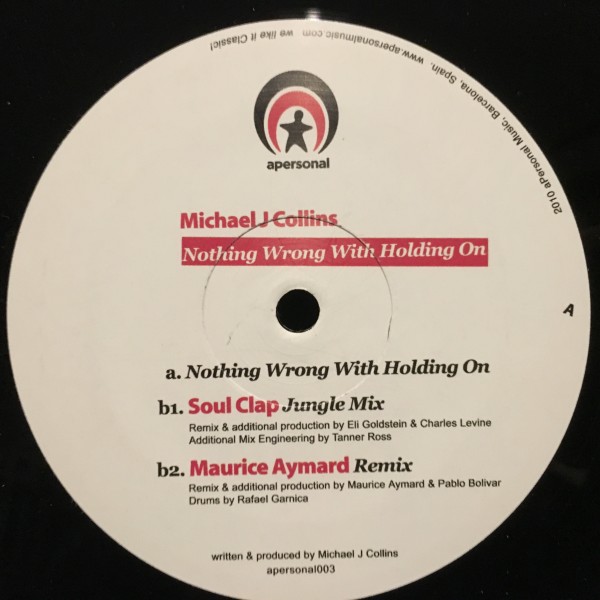 2010 aPersonal Music, Barcelona, Spain. www.apersonalmusic.com we like it Classic!
apersonal
Michael J Collins
Nothing Wrong With Holding On
A
a. Nothing Wrong With Holding On
b1. Soul Clap Jungle Mix
Remix & additional production by Eli Goldstein & Charles Levine
Additional Mix Engineering by Tanner Ross
b2. Maurice Aymard Remix
Remix & additional production by Maurice Aymard & Pablo Bolivar
Drums by Rafael Garnica
written & produced by Michael J Collins
apersonal003